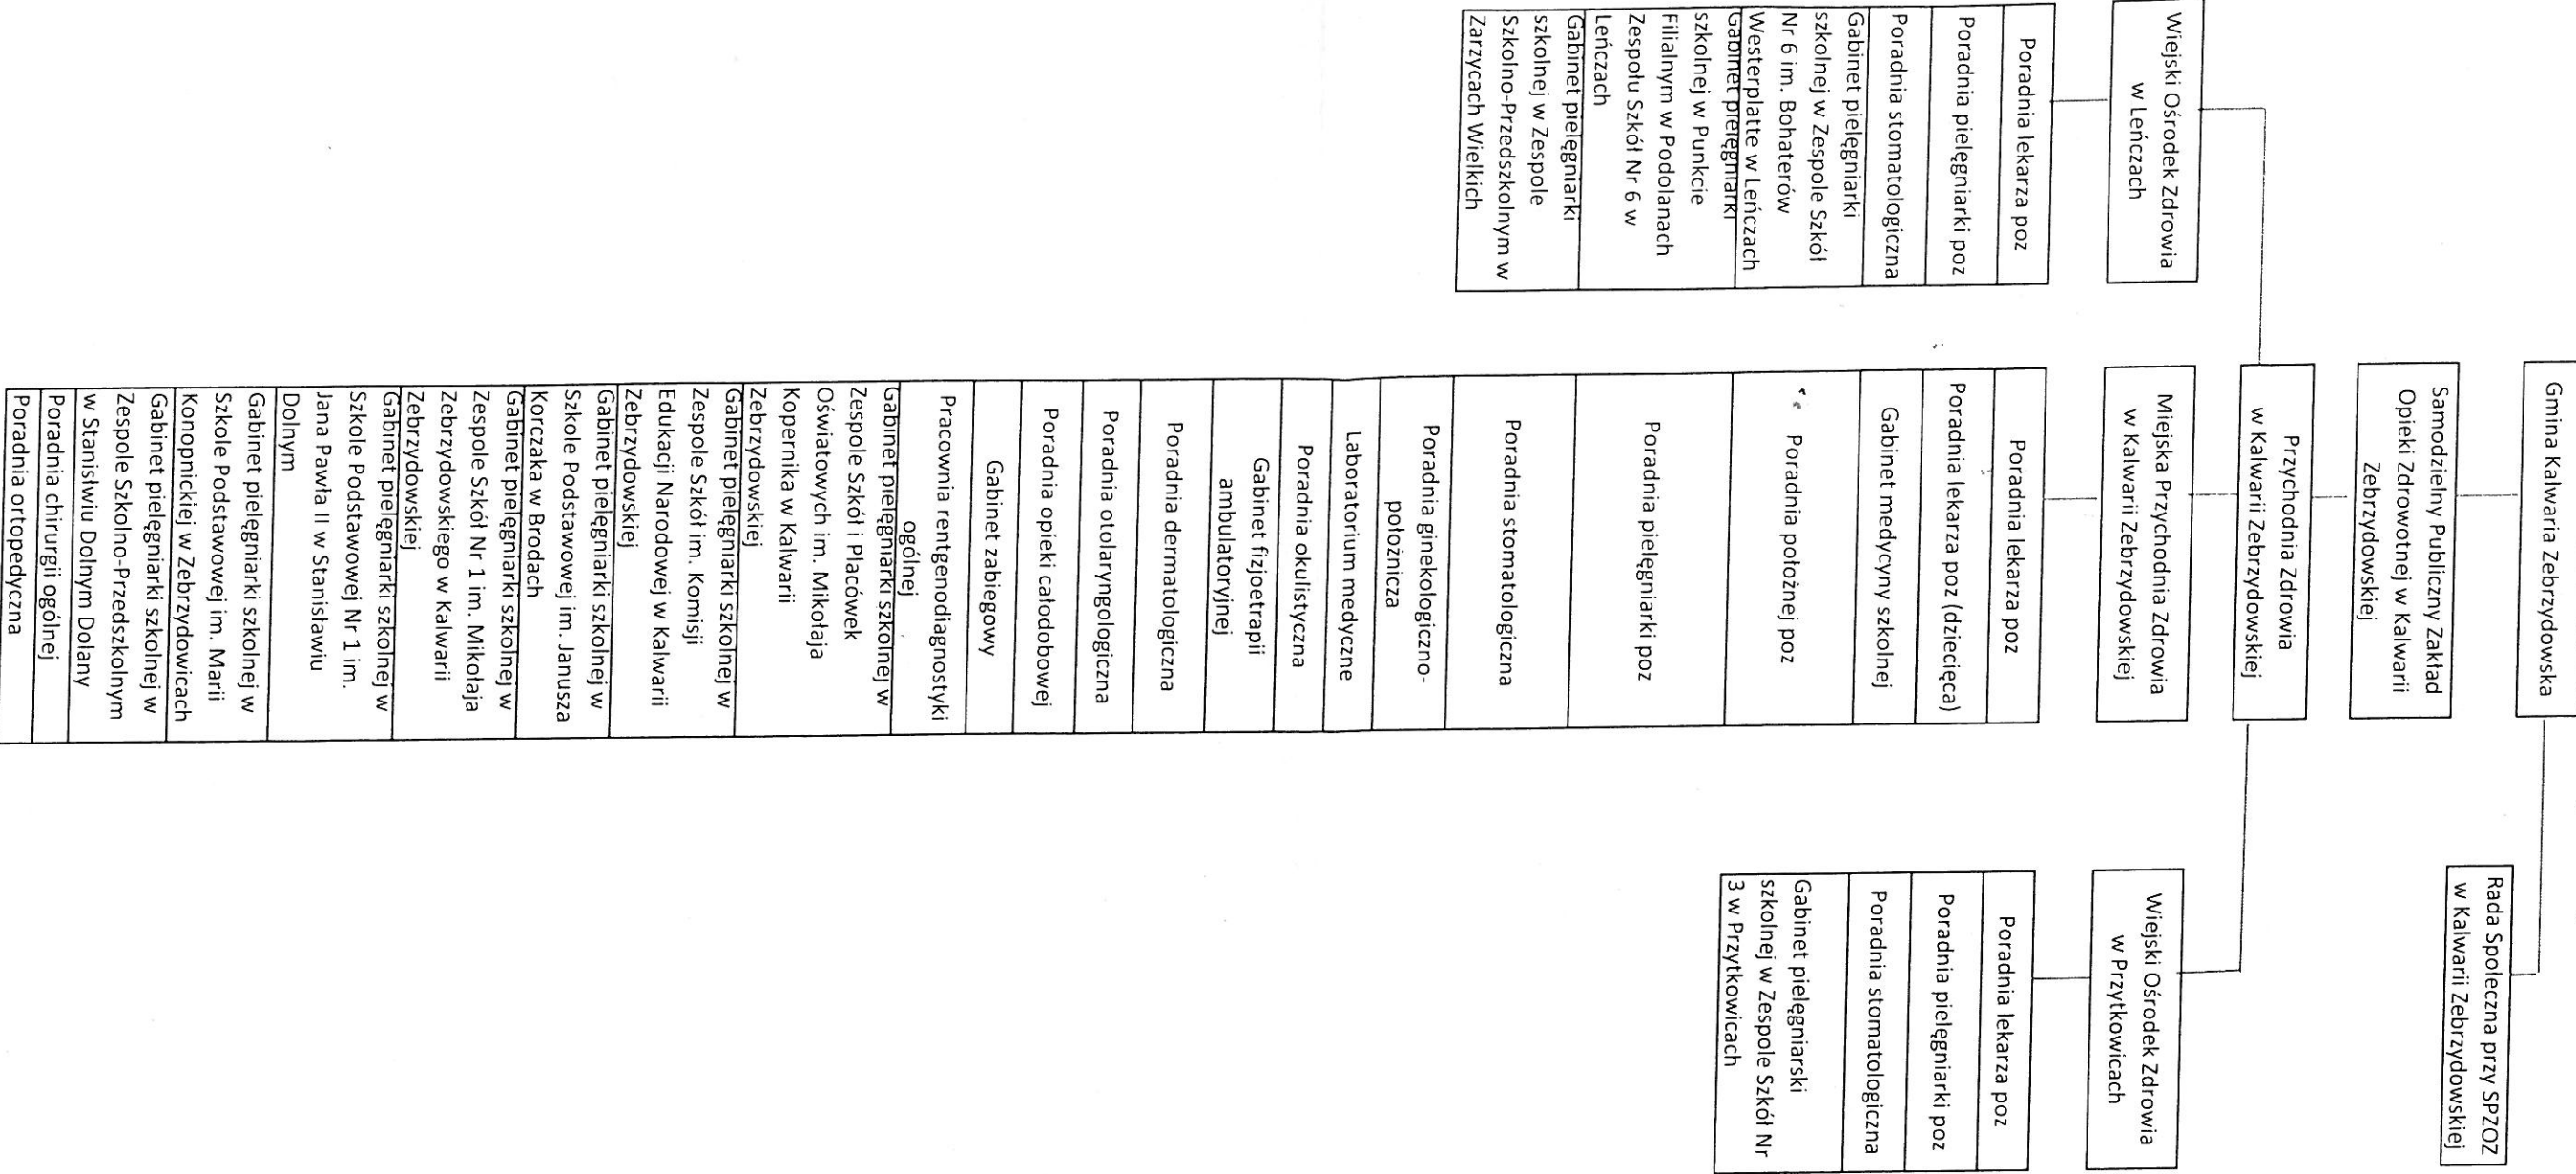 Gmina Kalwaria Zebrzydowska
Rada Społeczna przy SPZOZ
w Kalwarii Zebrzydowskiej
Samodzielny Publiczny Zakład
Opieki Zdrowotnej w Kalwarii
Zebrzydowskiej
Przychodnia Zdrowia
w Kalwarii Zebrzydowskiej
Wiejski Ośrodek Zdrowia
w Leńczach
Poradnia lekarza poz
Poradnia pielęgniarki poz
Poradnia stomatologiczna
Gabinet pielęgniarki
szkolnej w Zespole Szkół
Nr 6 im. Bohaterów
Westerplatte w Leńczach
Gabinet pielęgniarki
szkolnej w Punkcie
Filialnym w Podolanach
Zespołu Szkół Nr 6 w
Leńczach
Gabinet pielęgniarki
szkolnej w Zespole
Szkolno-Przedszkolnym w
Zarzycach Wielkich
Miejska Przychodnia Zdrowia
w Kalwarii Zebrzydowskiej
Poradnia lekarza poz
Poradnia lekarza poz (dziecięca)
Gabinet medycyny szkolnej
Poradnia położnej poz
Poradnia pielęgniarki poz
Poradnia stomatologiczna
Poradnia ginekologiczno-
położnicza
Laboratorium medyczne
Poradnia okulistyczna
Gabinet fizjoetrapii
ambulatoryjnej
Poradnia dermatologiczna
Poradnia otolaryngologiczna
Poradnia opieki całodobowej
Gabinet zabiegowy
Pracownia rentgenodiagnostyki
ogólnej
Gabinet pielęgniarki szkolnej w
Zespole Szkół i Placówek
Oświatowych im. Mikołaja
Kopernika w Kalwarii
Zebrzydowskiej
Gabinet pielęgniarki szkolnej w
Zespole Szkół im. Komisji
Edukacji Narodowej w Kalwarii
Zebrzydowskiej
Gabinet pielęgniarki szkolnej w
Szkole Podstawowej im. Janusza
Korczaka w Brodach
Gabinet pielęgniarki szkolnej w
Zespole Szkół Nr 1 im. Mikołaja
Zebrzydowskiego w Kalwarii
Zebrzydowskiej
Gabinet pielęgniarki szkolnej w
Szkole Podstawowej Nr 1 im.
Jana Pawła II w Stanisławiu
Dolnym
Gabinet pielęgniarki szkolnej w
Szkole Podstawowej im. Marii
Konopnickiej w Zebrzydowicach
Gabinet pielęgniarki szkolnej w
Zespole Szkolno-Przedszkolnym
w Stanisłwiu Dolnym Dolany
Poradnia chirurgii ogólnej
Poradnia ortopedyczna
Wiejski Ośrodek Zdrowia
w Przytkowicach
Poradnia lekarza poz
Poradnia pielęgniarki poz
Poradnia stomatologiczna
Gabinet pielęgniarski
szkolnej w Zespole Szkół Nr
3 w Przytkowicach